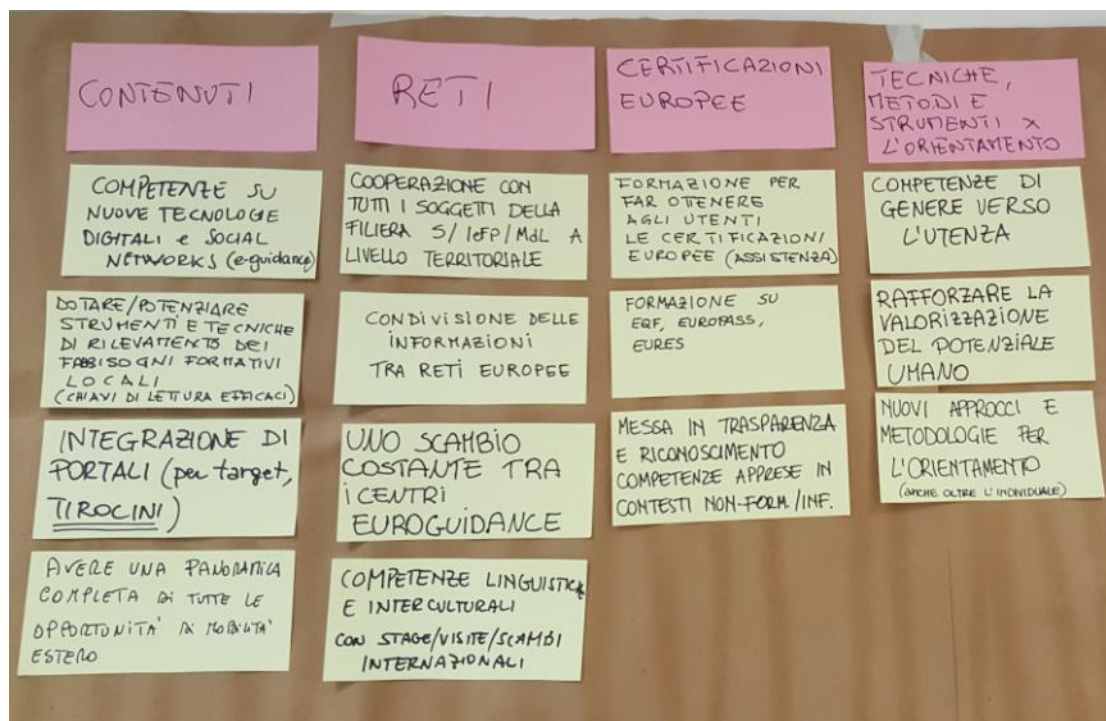 CONTENUTI
COMPETENZE SU
NUOVE TECNOLOGIE
DIGITALI e SOCIAL
NETWORKS (e-guidance)
DOTARE/POTENZIARE
STRUMENTI E TECNICHE
DI RILEVAMENTO DEI
FABBISOGNI FORMATIVI
LOCALI
(CHIAVI DI LETTURA EFFICACI)
INTEGRAZIONE DI
PORTALI (per target,
TIROCINI)
AVERE UNA PANORAMICA
COMPLETA DI TUTTE LE
OPPORTUNITA' DI MOBILITA'
ESTERO
RETI
COOPERAZIONE CON
TUTTI I SOGGETTI DELLA
FILIERA S/IeFP/MdL A
LIVELLO TERRITORIALE
CONDIVISIONE DELLE
INFORMAZIONI
TRA RETI EUROPEE
UNO SCAMBIO
COSTANTE TRA
i CENTRI
EUROGUIDANCE
COMPETENZE LINGUISTICHE
E INTERCULTURALI
CON STAGE/VISITE/SCAMBI
INTERNAZIONALI
CERTIFICAZIONI
EUROPEE
FORMAZIONE PER
FAR OTTENERE
AGLI UTENTI
LE CERTIFICAZIONI
EUROPEE (ASSISTENZA)
FORMAZIONE SU
EQF, EUROPASS,
EURES
MESSA IN TRASPARENZA
E RICONOSCIMENTO
COMPETENZE APPRESE IN
CONTESTI NON-FORM./INF.
TECNICHE,
METODI E
STRUMENTI X
L'ORIENTAMENTO
COMPETENZE DI
GENERE VERSO
L'UTENZA
RAFFORZARE LA
VALORIZZAZIONE
DEL POTENZIALE
UMANO
NUOVI APPROCCI E
METODOLOGIE PER
L'ORIENTAMENTO
(ANCHE OLTRE L'INDIVIDUALE)